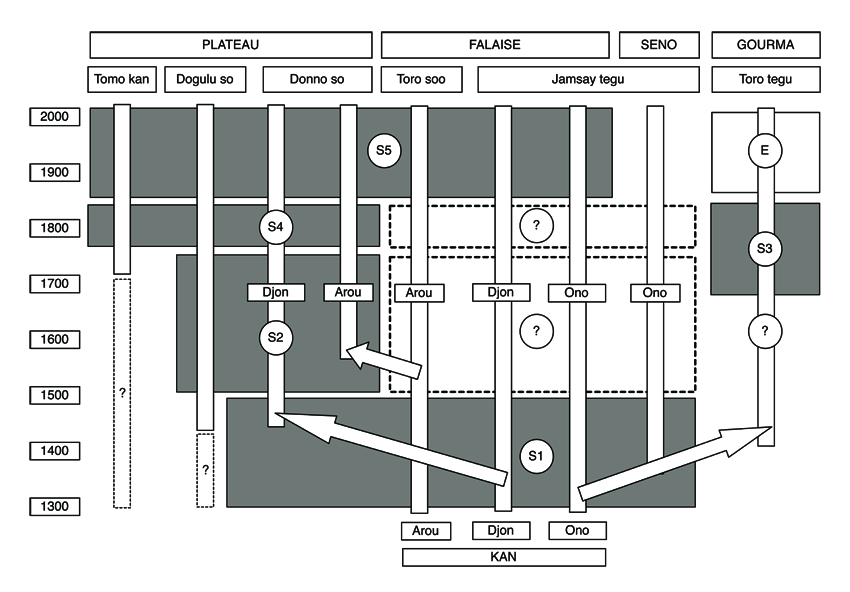 PLATEAU FALAISE SENO GOURMA
Tomo kan Dogulu so Donno so Toro soo Jamsay tegu Toro tegu
2000
S5 E
1900
1800 S4 ?
S3
1700 Djon Arou Arou Djon Ono Ono
1600 S2 ? ?
1500 ?
1400 S1
?
1300
Arou Djon Ono
KAN